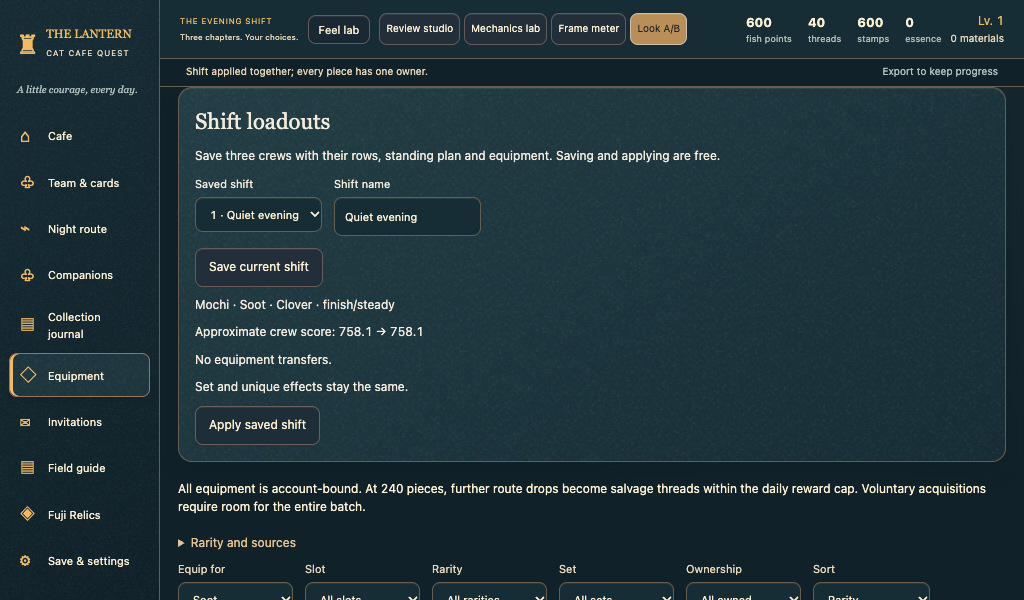 THE LANTERN
CAT CAFE QUEST
A little courage, every day.
Cafe
Team & cards
Night route
Companions
Collection
journal
Equipment
Invitations
Field guide
Fuji Relics
Save & settings
THE EVENING SHIFT
Three chapters. Your choices.
Feel lab
Review studio
Mechanics lab
Frame meter
Look A/B
600
fish points
40
threads
600
stamps
0
essence
Lv. 1
0 materials
Shift applied together; every piece has one owner.
Export to keep progress
Shift loadouts
Save three crews with their rows, standing plan and equipment. Saving and applying are free.
Saved shift
Shift name
1 · Quiet evening
Quiet evening
Save current shift
Mochi · Soot · Clover · finish/steady
Approximate crew score: 758.1 → 758.1
No equipment transfers.
Set and unique effects stay the same.
Apply saved shift
All equipment is account-bound. At 240 pieces, further route drops become salvage threads within the daily reward cap. Voluntary acquisitions
require room for the entire batch.
Rarity and sources
Equip for
Slot
Rarity
Set
Ownership
Sort
Soot
All slots
All rarities
All sets
All owned
Rarity